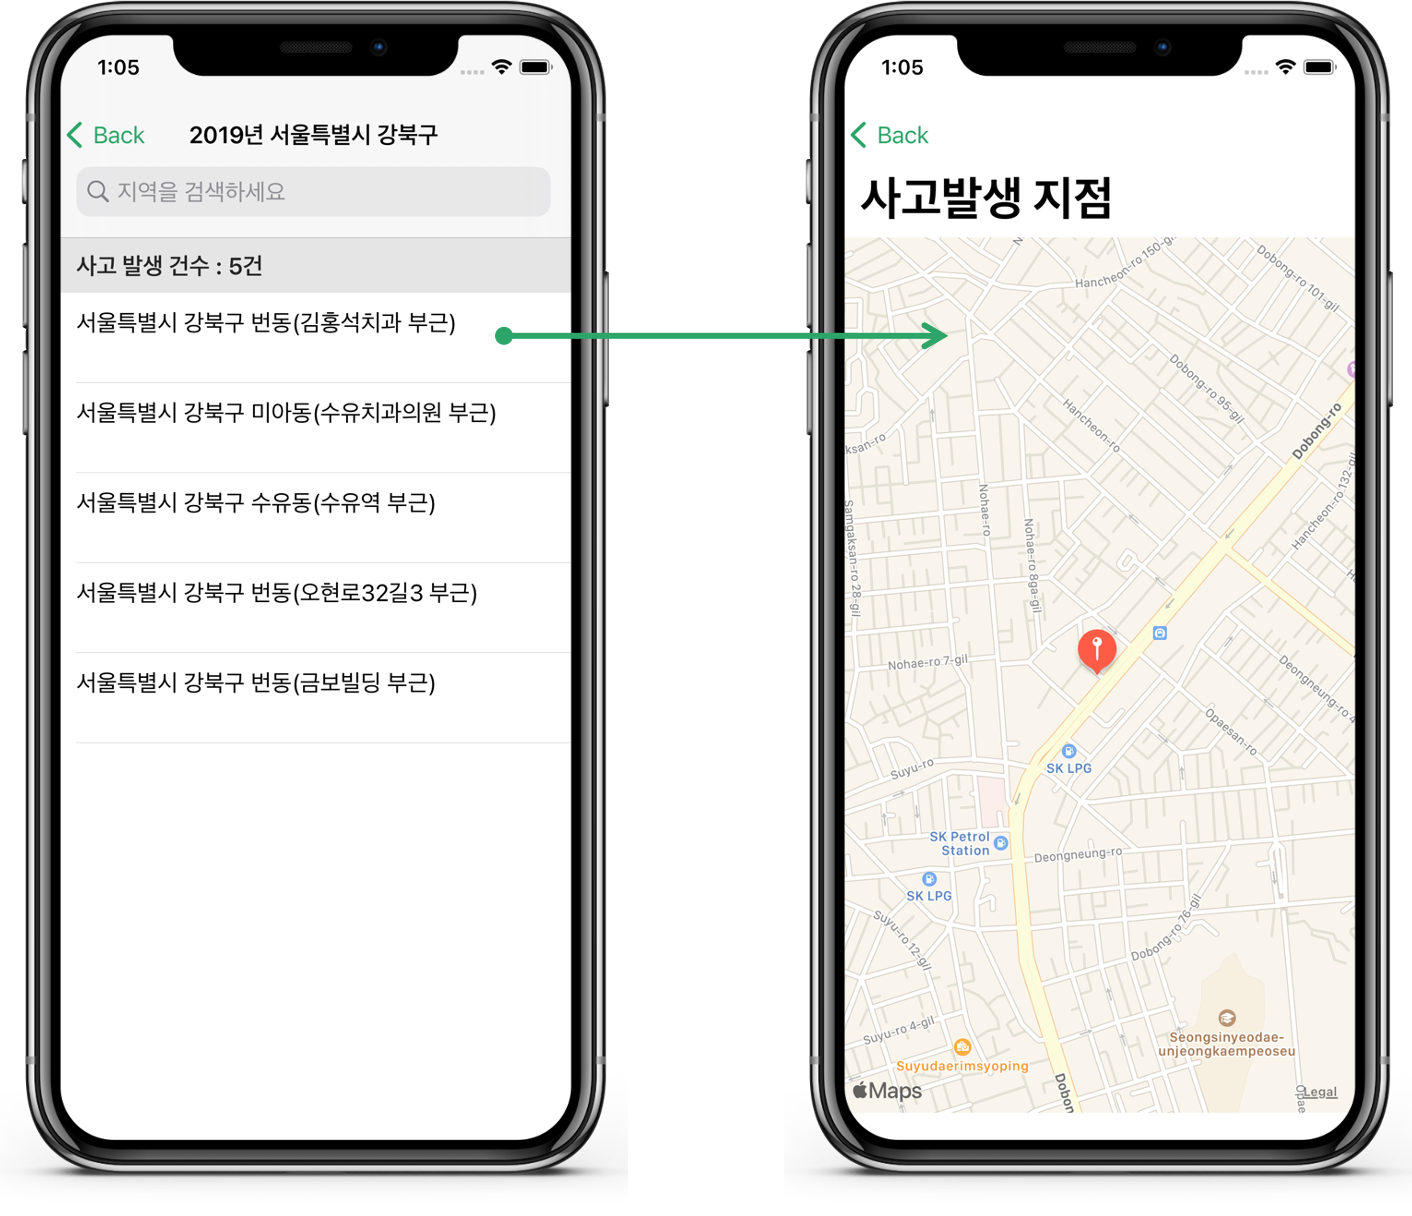 1:05
Back
2019년 서울특별시 강북구
지역을 검색하세요
사고 발생 건수 : 5건
서울특별시 강북구 번동(김홍석치과 부근)
서울특별시 강북구 미아동(수유치과의원 부근)
서울특별시 강북구 수유동(수유역 부근)
서울특별시 강북구 번동(오현로32길3 부근)
서울특별시 강북구 번동(금보빌딩 부근)
1:05
Back
사고발생 지점
Hancheon-ro 150-gil
Dobong-ro 101-gil
Dobong-ro 95-gil
Hancheon-ro
Dobong-ro
ksan-ro
Hancheon-ro 132-g
Samgaksan-ro 28-gil
Nohae-ro
Nohae-ro 8ga-gil
Nohae-ro 7-gil
Deongneung-ro 4
Opaesan-ro
Suyu-ro
SK LPG
SK Petrol
Station
Deongneung-ro
SK LPG
Suyu-ro 12-gil
Dobong-ro 76-gil
Suyu-ro 4-gil
Seongsinyeodae-
unjeongkaempeoseu
Suyudaerimsyoping
Dobon
Opae
Maps
Legal